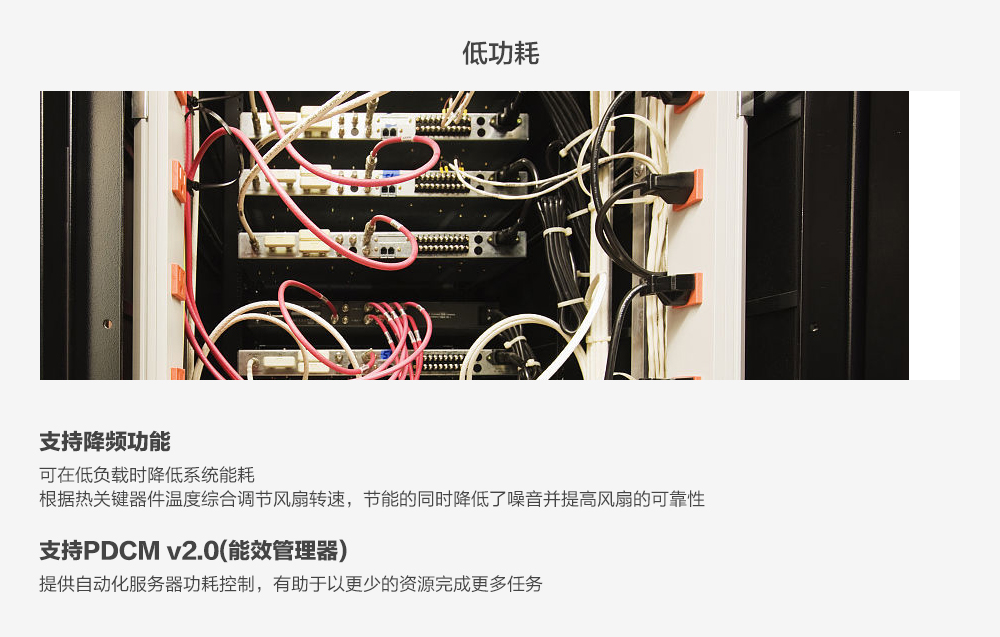 低功耗
支持降频功能
可在低负载时降低系统能耗
根据热关键器件温度综合调节风扇转速，节能的同时降低了噪音并提高风扇的可靠性
支持PDCM v2.0(能效管理器)
提供自动化服务器功耗控制，有助于以更少的资源完成更多任务